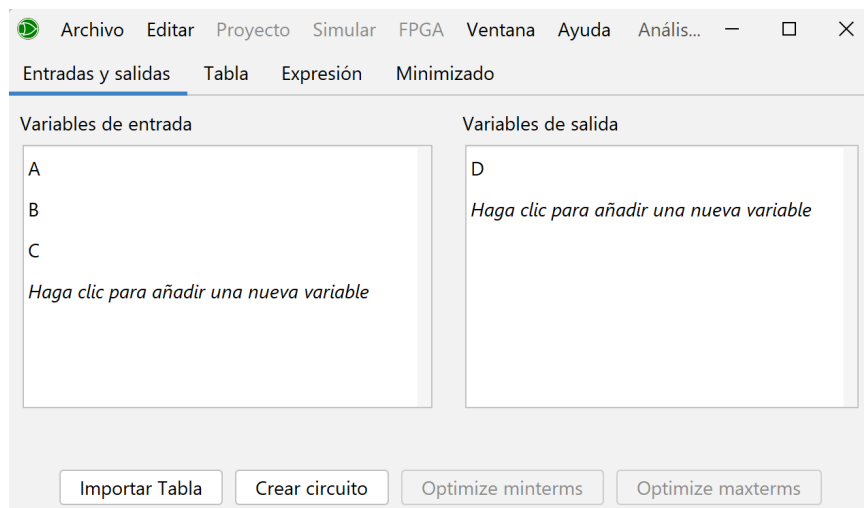 Archivo Editar Proyecto Simular FPGA Ventana Ayuda Anális...
Entradas y salidas Tabla Expresión Minimizado
Variables de entrada
A
B
C
Haga clic para añadir una nueva variable
Variables de salida
D
Haga clic para añadir una nueva variable
Importar Tabla Crear circuito Optimize minterms Optimize maxterms